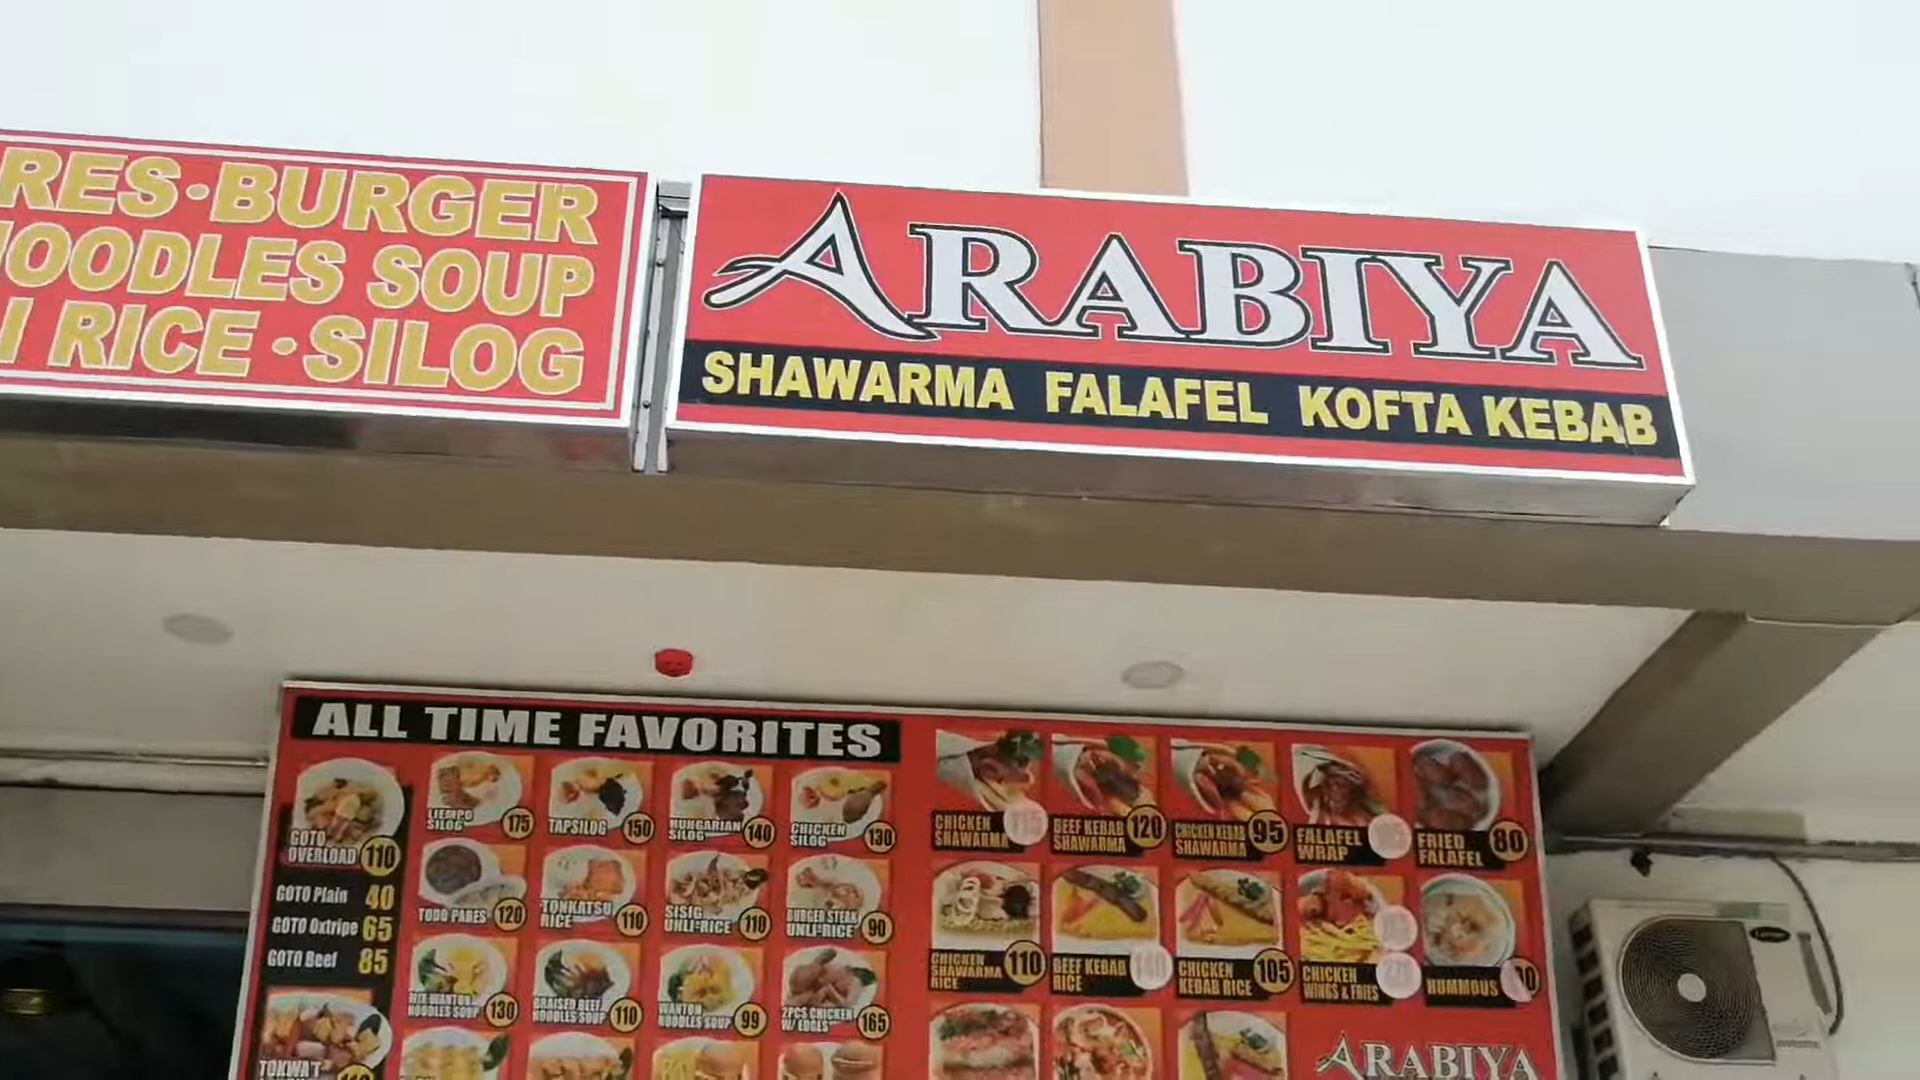 RES·BURGER
NOODLES SOUP
I RICE·SILOG
ARABIYA
SHAWARMA FALAFEL KOFTA KEBAB
ALL TIME FAVORITES
GOTO OVERLOAD 110
GOTO Plain 40
GOTO Oxtripe 65
GOTO Beef 85
TOKWA'T
LIEMPO SILOG 175
TAPSILOG 150
HUNGARIAN SILOG 140
CHICKEN SILOG 130
TODO PARES 120
TONKATSU RICE 110
SISIG UNLI-RICE 110
BURGER STEAK UNLI-RICE 90
MIX WANTON NOODLES SOUP 130
BRAISED BEEF NOODLES SOUP 110
WANTON NOODLES SOUP 99
2PCS CHICKEN W/ EDGES 165
CHICKEN SHAWARMA
BEEF KEBAB SHAWARMA 120
CHICKEN KEBAB SHAWARMA 95
FALAFEL WRAP
FRIED FALAFEL 80
CHICKEN SHAWARMA RICE 110
BEEF KEBAB RICE 140
CHICKEN KEBAB RICE 105
CHICKEN WINGS & FRIES
HUMMOUS
ARABIYA